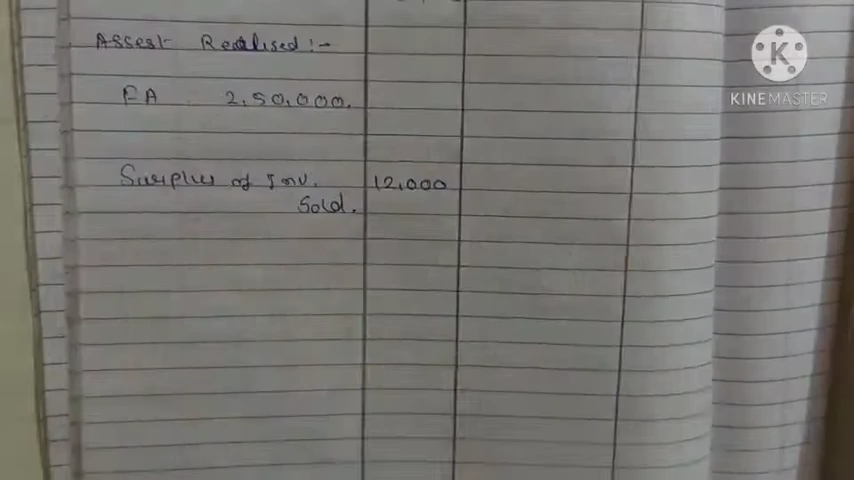 Assest Realised :-
FA 2,50,000.
Surplus of Inv. 12,000
Sold.
KINEMASTER